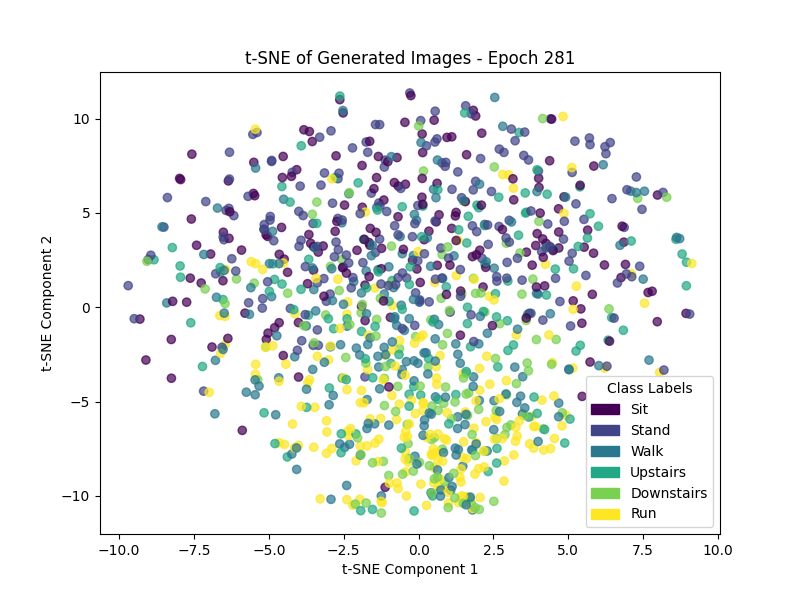 t-SNE of Generated Images - Epoch 281
t-SNE Component 2
10
5
0
−5
−10
Class Labels
Sit
Stand
Walk
Upstairs
Downstairs
Run
−10.0 −7.5 −5.0 −2.5 0.0 2.5 5.0 7.5 10.0
t-SNE Component 1